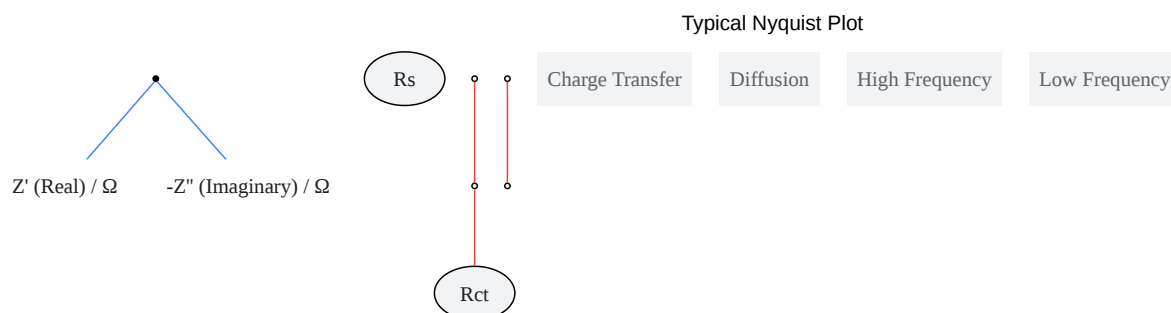 Typical Nyquist Plot
Rs
Charge Transfer
Diffusion
High Frequency
Low Frequency
Z' (Real) / Ω
-Z'' (Imaginary) / Ω
Rct